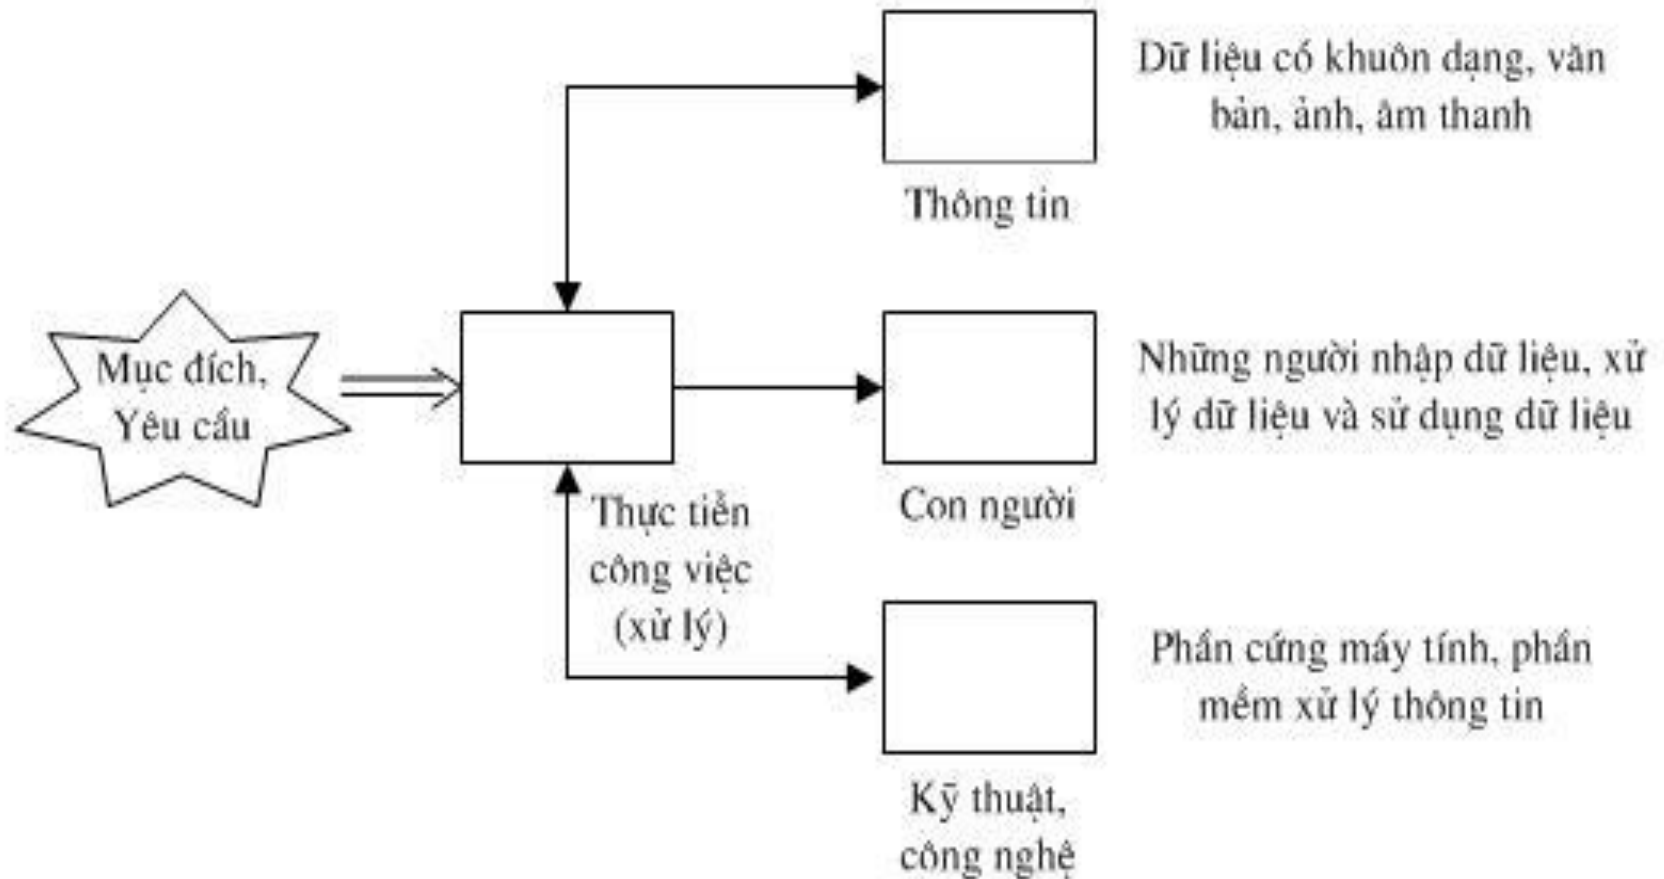 Dữ liệu có khuôn dạng, văn
bản, ảnh, âm thanh
Thông tin
Mục đích,
Yêu cầu
Những người nhập dữ liệu, xử
lý dữ liệu và sử dụng dữ liệu
Thực tiễn
công việc
(xử lý)
Con người
Phần cứng máy tính, phần
mềm xử lý thông tin
Kỹ thuật,
công nghệ